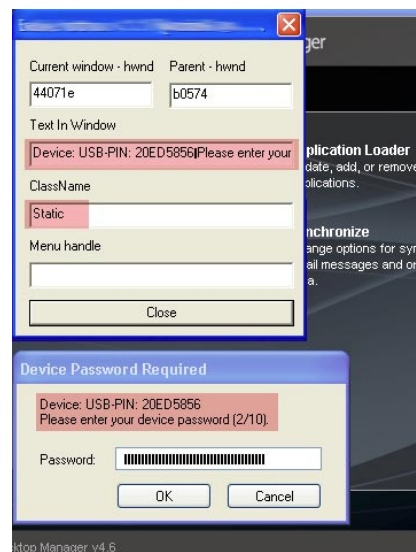 ger
Current window - hwnd
Parent - hwnd
44071e
b0574
Text In Window
Device: USB-PIN: 20ED5856|Please enter your
ClassName
Static
Menu handle
Close
plication Loader
date, add, or remove
plications.
nchronize
ange options for syn
ail messages and or
a.
Device Password Required
Device: USB-PIN: 20ED5856
Please enter your device password (2/10).
Password:
OK
Cancel
ktop Manager v4.6